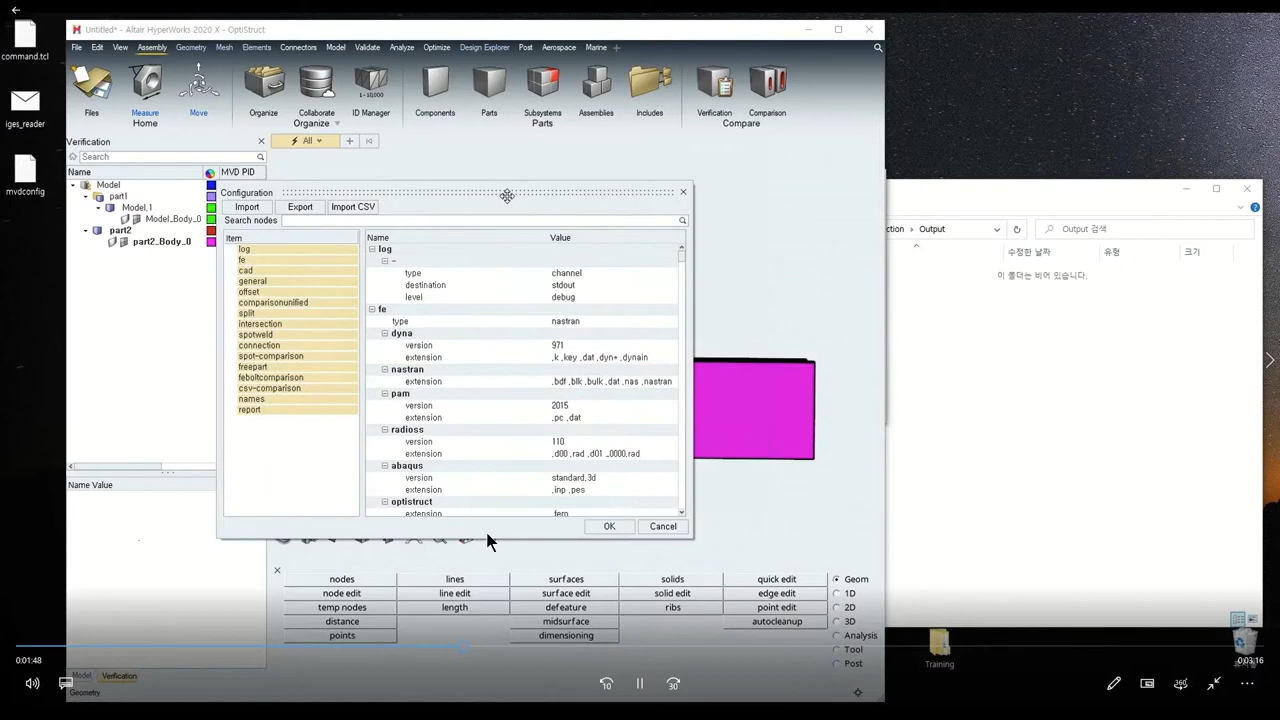 Untitled* - Altair HyperWorks 2020 X - OptiStruct
File Edit View Assembly Geometry Mesh Elements Connectors Model Validate Analyze Optimize Design Explorer Post Aerospace Marine
command.tcl
iges_reader
mvdconfig
Files Measure Move Organize Collaborate ID Manager Components Parts Subsystems Assemblies Includes Verification Comparison
1-10,000
Home Organize Parts Compare
Verification
All
Search
Name MVD PID
Model
part1
Model,1
Model_Body_0
part2
part2_Body_0
Name Value
Configuration
Import Export Import CSV
Search nodes
Item
log
fe
cad
general
offset
comparisonunified
split
intersection
spotweld
connection
spot-comparison
freepart
feboltcomparison
csv-comparison
names
report
Name Value
log
-
type channel
destination stdout
level debug
fe
type nastran
dyna
version 971
extension ,k ,key ,dat ,dyn* ,dynain
nastran
extension ,bdf ,blk ,bulk ,dat ,nas ,nastran
pam
version 2015
extension ,pc ,dat
radioss
version 110
extension ,d00 ,rad ,d01 _0000,rad
abaqus
version standard,3d
extension ,inp ,pes
optistruct
extension ,fem
OK Cancel
ction Output
Output 검색
수정한 날짜 유형 크기
이 폴더는 비어 있습니다.
nodes lines surfaces solids quick edit Geom
node edit line edit surface edit solid edit edge edit 1D
temp nodes length defeature ribs point edit 2D
distance midsurface autocleanup 3D
points dimensioning Analysis
Tool
Post
Training
0:01:48
0:03:16
Model Verification
Geometry
10
30
360